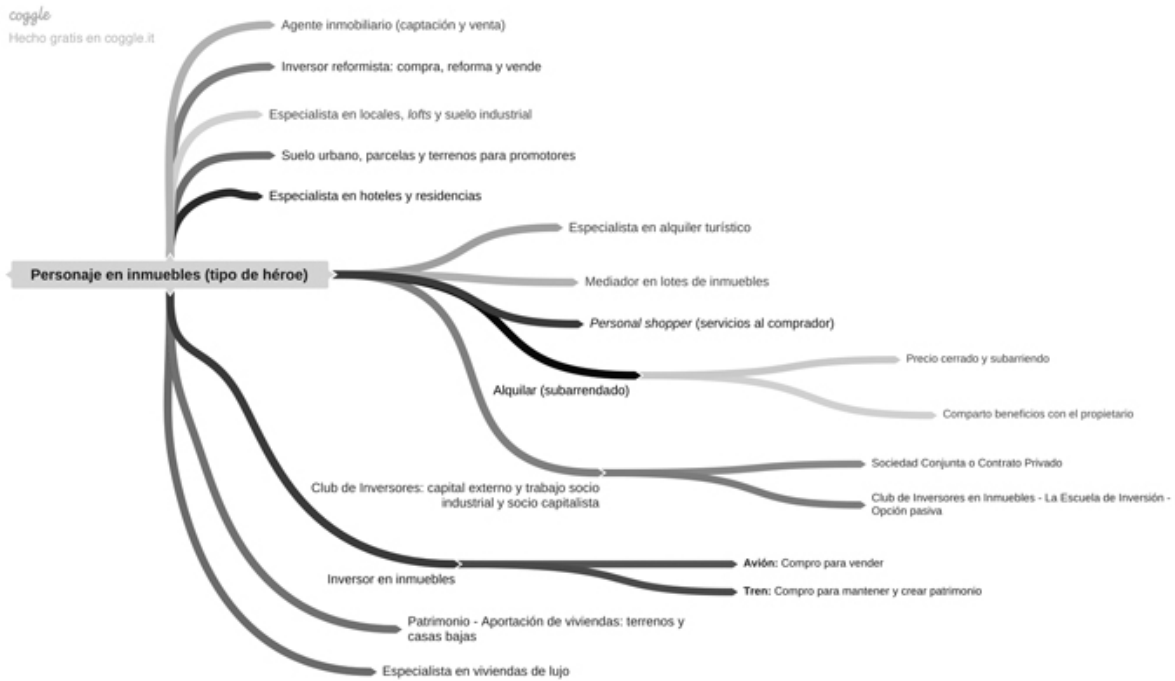 coggle
Hecho gratis en coggle.it
Agente inmobiliario (captación y venta)
Inversor reformista: compra, reforma y vende
Especialista en locales, lofts y suelo industrial
Suelo urbano, parcelas y terrenos para promotores
Especialista en hoteles y residencias
Personaje en inmuebles (tipo de héroe)
Especialista en alquiler turístico
Mediador en lotes de inmuebles
Personal shopper (servicios al comprador)
Alquilar (subarrendado)
Precio cerrado y subarriendo
Comparto beneficios con el propietario
Club de Inversores: capital externo y trabajo socio
industrial y socio capitalista
Sociedad Conjunta o Contrato Privado
Club de Inversores en Inmuebles - La Escuela de Inversión -
Opción pasiva
Inversor en inmuebles
Avión: Compro para vender
Tren: Compro para mantener y crear patrimonio
Patrimonio - Aportación de viviendas: terrenos y
casas bajas
Especialista en viviendas de lujo